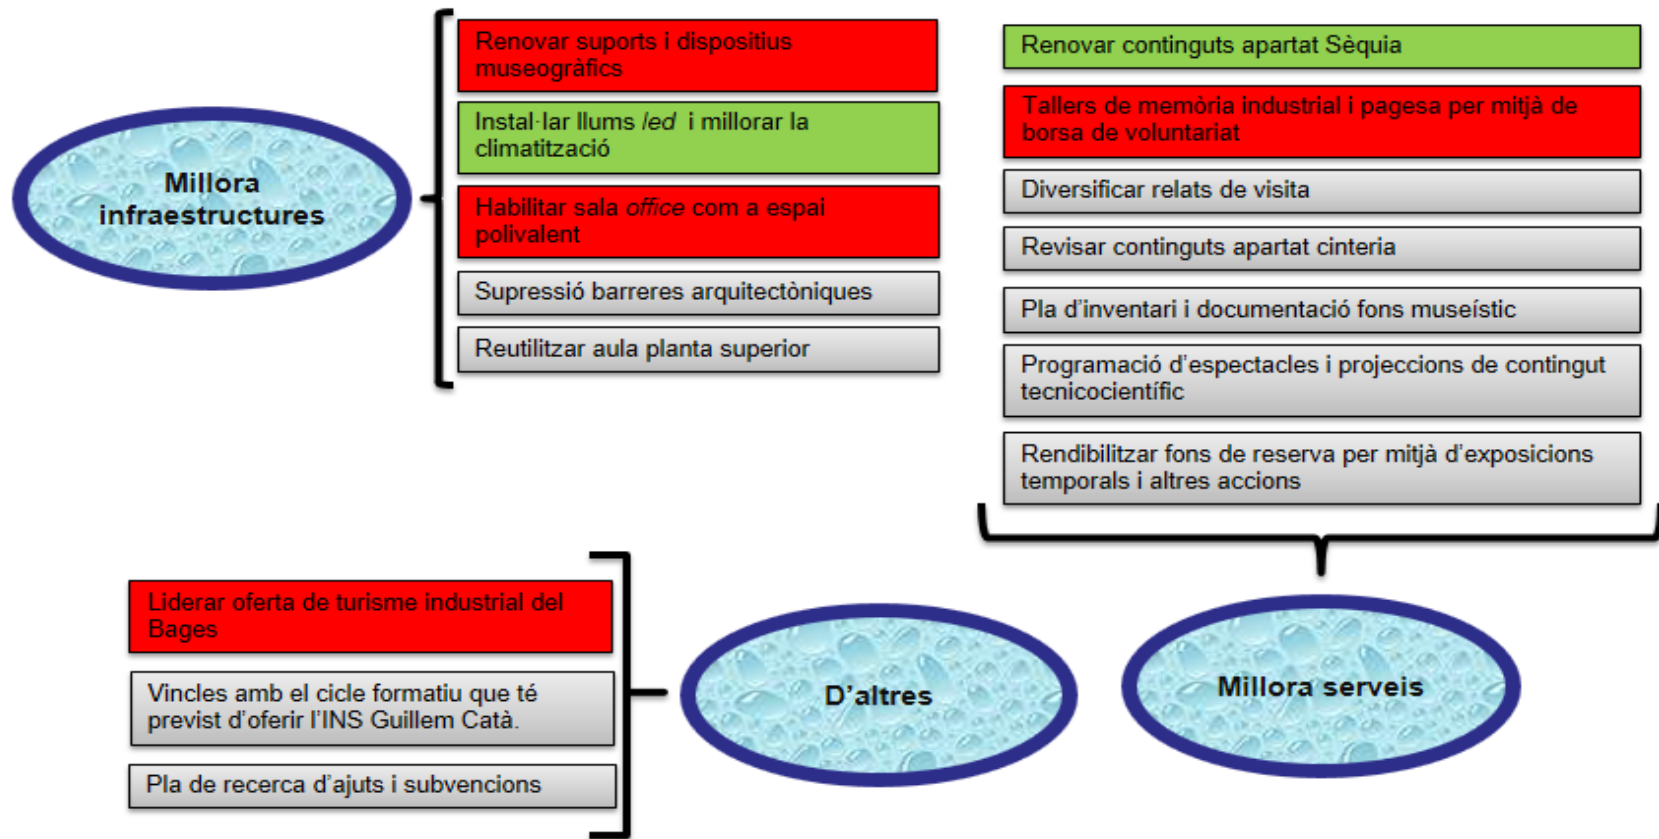 Millora
infraestructures
Renovar suports i dispositius
museogràfics
Instal·lar llums led i millorar la
climatització
Habilitar sala office com a espai
polivalent
Supressió barreres arquitectòniques
Reutilitzar aula planta superior
Renovar continguts apartat Sèquia
Tallers de memòria industrial i pagesa per mitjà de
borsa de voluntariat
Diversificar relats de visita
Revisar continguts apartat cinteria
Pla d’inventari i documentació fons museístic
Programació d’espectacles i projeccions de contingut
tecnicocientífic
Rendibilitzar fons de reserva per mitjà d’exposicions
temporals i altres accions
Millora serveis
Liderar oferta de turisme industrial del
Bages
Vincles amb el cicle formatiu que té
previst d’oferir l’INS Guillem Catà.
Pla de recerca d’ajuts i subvencions
D’altres